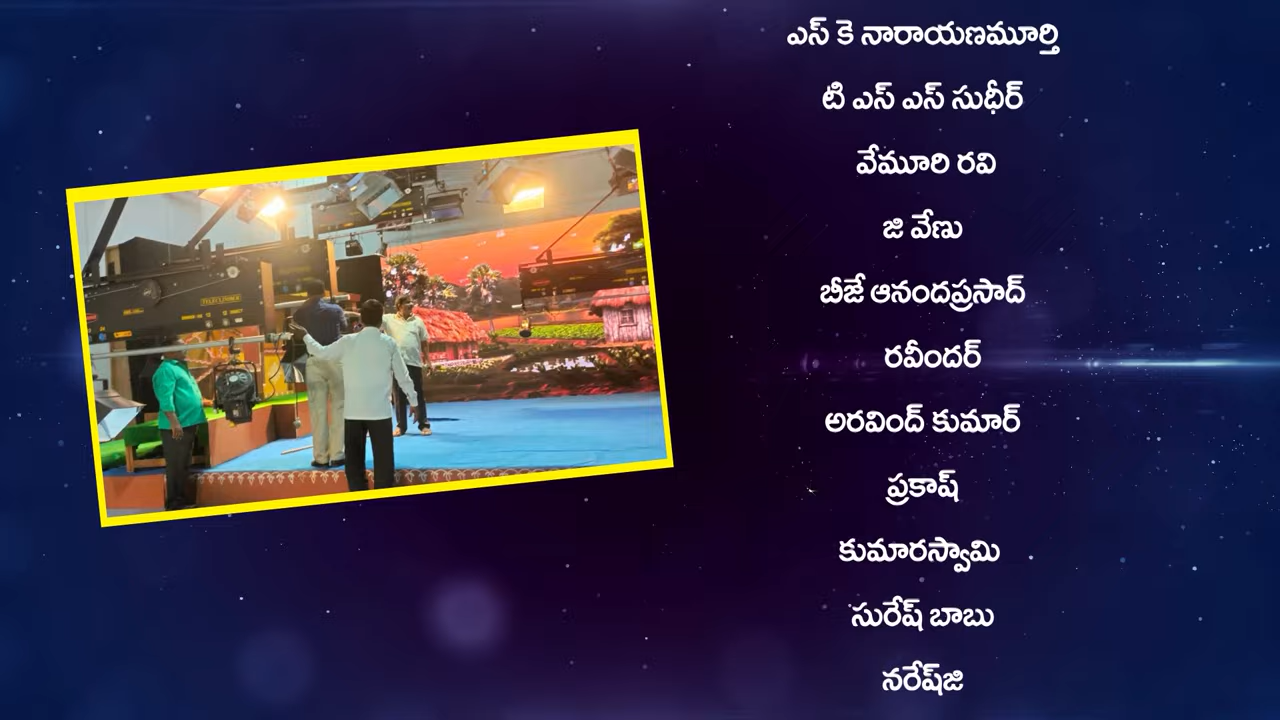 ఎస్ కె నారాయణమూర్తి
టి ఎస్ ఎస్ సుధీర్
వేమూరి రవి
జి వేణు
బీజే ఆనందప్రసాద్
రవీందర్
అరవింద్ కుమార్
ప్రకాష్
కుమారస్వామి
సురేష్ బాబు
నరేష్‌జి